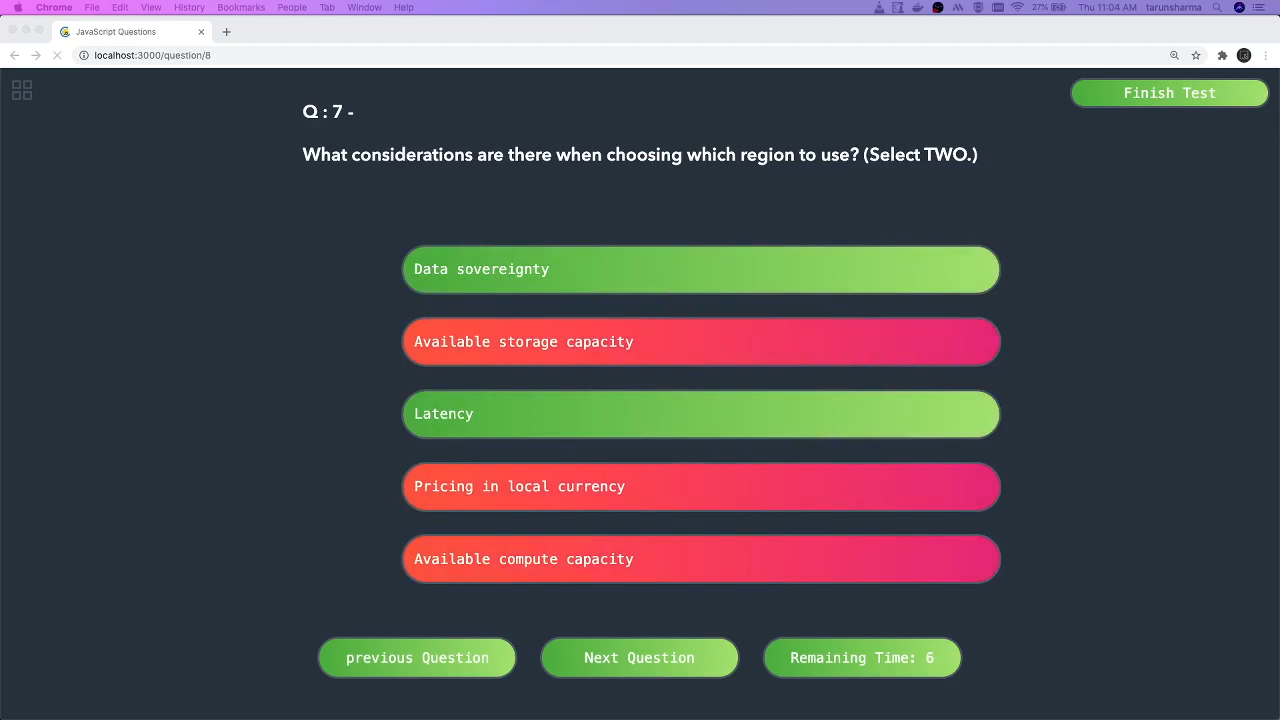 Chrome File Edit View History Bookmarks People Tab Window Help 27% Thu 11:04 AM tarunsharma
JavaScript Questions
localhost:3000/question/8
Finish Test
Q : 7 -
What considerations are there when choosing which region to use? (Select TWO.)
Data sovereignty
Available storage capacity
Latency
Pricing in local currency
Available compute capacity
previous Question Next Question Remaining Time: 6